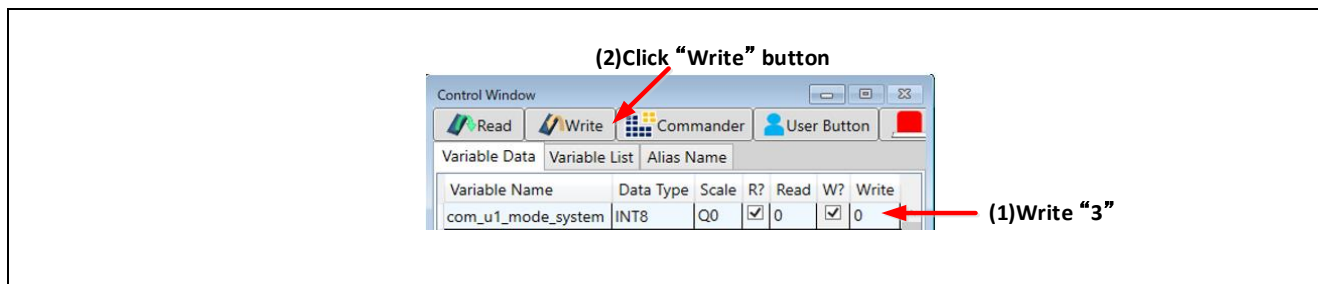 (2)Click “Write” button
Control Window
Read Write Commander User Button
Variable Data Variable List Alias Name
Variable Name Data Type Scale R? Read W? Write
com_u1_mode_system INT8 Q0 0 0
(1)Write “3”